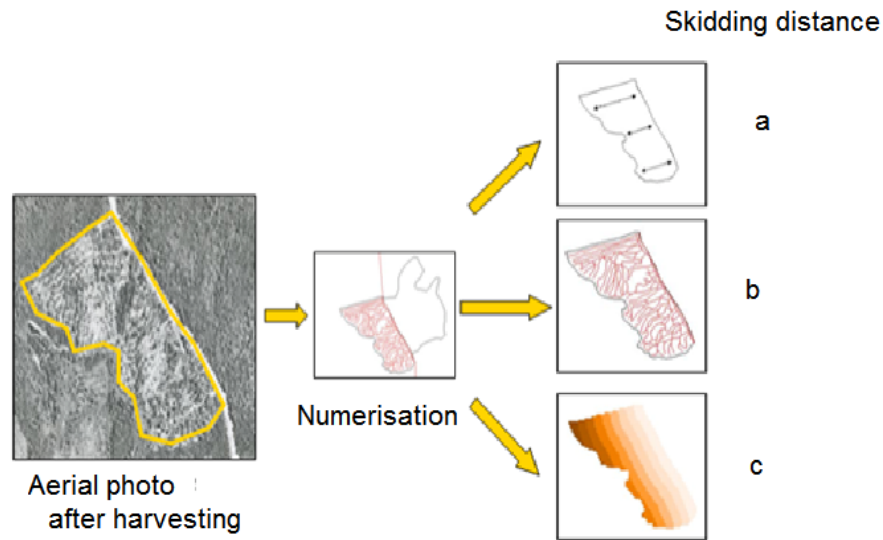 Skidding distance
a
b
Numerisation
c
Aerial photo
after harvesting